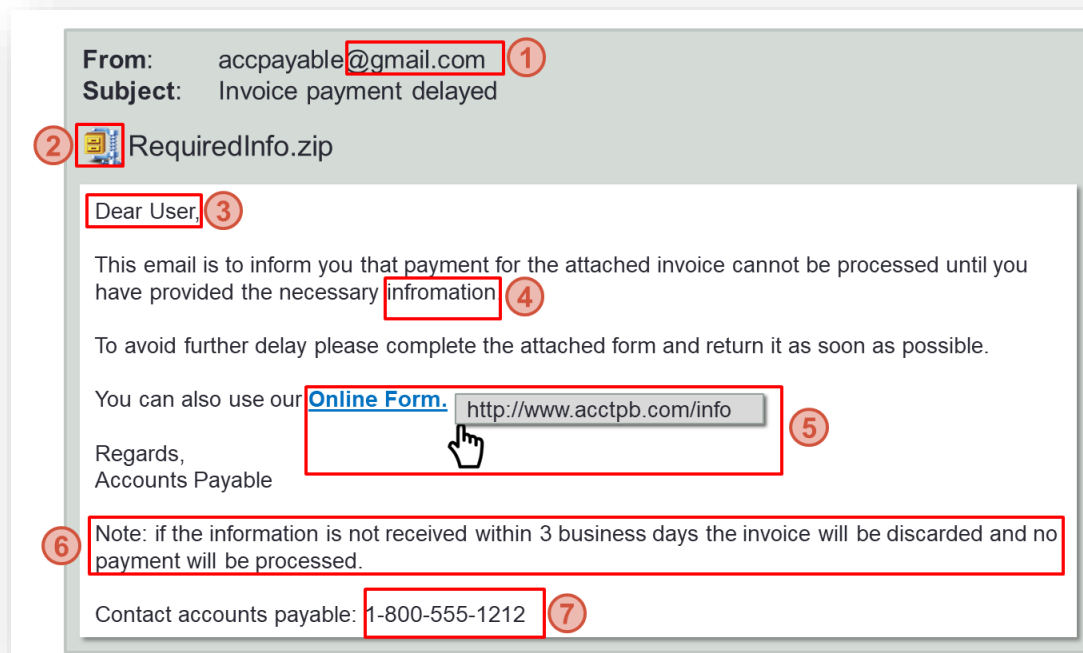 From: accpayable@gmail.com 1
Subject: Invoice payment delayed
2 RequiredInfo.zip
Dear User, 3
This email is to inform you that payment for the attached invoice cannot be processed until you
have provided the necessary infromation. 4
To avoid further delay please complete the attached form and return it as soon as possible.
You can also use our Online Form. http://www.acctpb.com/info
5
Regards,
Accounts Payable
Note: if the information is not received within 3 business days the invoice will be discarded and no
6 payment will be processed.
Contact accounts payable: 1-800-555-1212 7